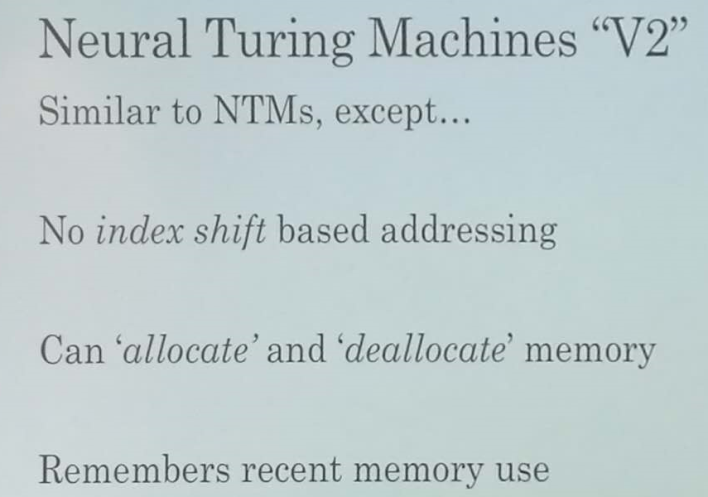 Neural Turing Machines “V2”
Similar to NTMs, except...
No index shift based addressing
Can ‘allocate’ and ‘deallocate’ memory
Remembers recent memory use